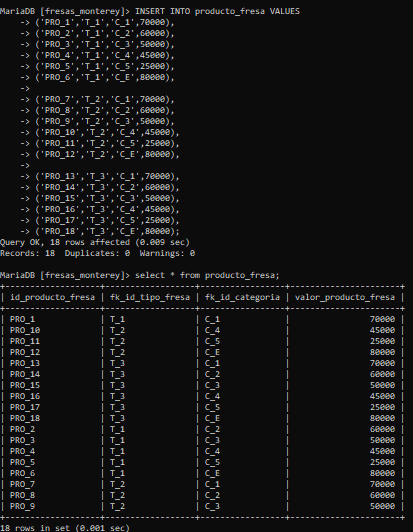 MariaDB [fresas_monterey]> INSERT INTO producto_fresa VALUES
    -> ('PRO_1','T_1','C_1',70000),
    -> ('PRO_2','T_1','C_2',60000),
    -> ('PRO_3','T_1','C_3',50000),
    -> ('PRO_4','T_1','C_4',45000),
    -> ('PRO_5','T_1','C_5',25000),
    -> ('PRO_6','T_1','C_E',80000),
    ->
    -> ('PRO_7','T_2','C_1',70000),
    -> ('PRO_8','T_2','C_2',60000),
    -> ('PRO_9','T_2','C_3',50000),
    -> ('PRO_10','T_2','C_4',45000),
    -> ('PRO_11','T_2','C_5',25000),
    -> ('PRO_12','T_2','C_E',80000),
    ->
    -> ('PRO_13','T_3','C_1',70000),
    -> ('PRO_14','T_3','C_2',60000),
    -> ('PRO_15','T_3','C_3',50000),
    -> ('PRO_16','T_3','C_4',45000),
    -> ('PRO_17','T_3','C_5',25000),
    -> ('PRO_18','T_3','C_E',80000);
Query OK, 18 rows affected (0.009 sec)
Records: 18  Duplicates: 0  Warnings: 0

MariaDB [fresas_monterey]> select * from producto_fresa;
+-------------------+------------------+-----------------+----------------------+
| id_producto_fresa | fk_id_tipo_fresa | fk_id_categoria | valor_producto_fresa |
+-------------------+------------------+-----------------+----------------------+
| PRO_1             | T_1              | C_1             |                70000 |
| PRO_10            | T_2              | C_4             |                45000 |
| PRO_11            | T_2              | C_5             |                25000 |
| PRO_12            | T_2              | C_E             |                80000 |
| PRO_13            | T_3              | C_1             |                70000 |
| PRO_14            | T_3              | C_2             |                60000 |
| PRO_15            | T_3              | C_3             |                50000 |
| PRO_16            | T_3              | C_4             |                45000 |
| PRO_17            | T_3              | C_5             |                25000 |
| PRO_18            | T_3              | C_E             |                80000 |
| PRO_2             | T_1              | C_2             |                60000 |
| PRO_3             | T_1              | C_3             |                50000 |
| PRO_4             | T_1              | C_4             |                45000 |
| PRO_5             | T_1              | C_5             |                25000 |
| PRO_6             | T_1              | C_E             |                80000 |
| PRO_7             | T_2              | C_1             |                70000 |
| PRO_8             | T_2              | C_2             |                60000 |
| PRO_9             | T_2              | C_3             |                50000 |
+-------------------+------------------+-----------------+----------------------+
18 rows in set (0.001 sec)